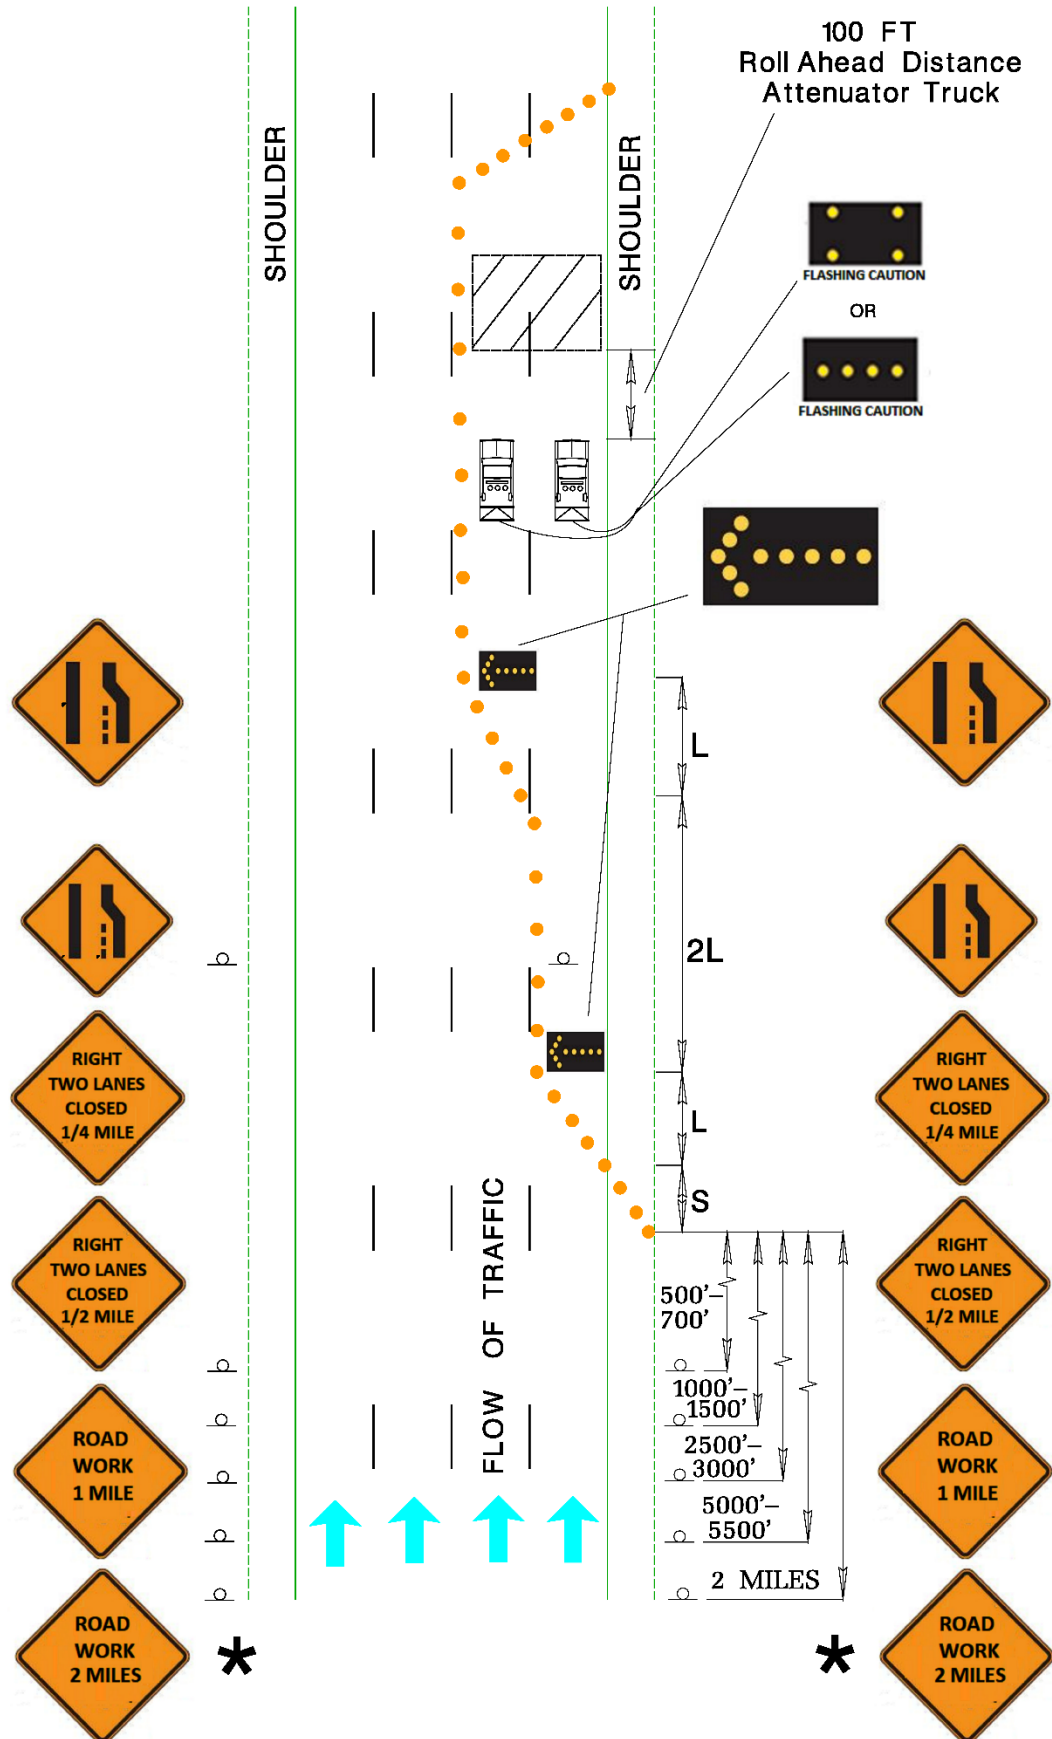 100 FT
Roll Ahead Distance
Attenuator Truck
SHOULDER
SHOULDER
FLASHING CAUTION
OR
FLASHING CAUTION
L
2L
L
S
RIGHT
TWO LANES
CLOSED
1/4 MILE
RIGHT
TWO LANES
CLOSED
1/4 MILE
RIGHT
TWO LANES
CLOSED
1/2 MILE
RIGHT
TWO LANES
CLOSED
1/2 MILE
FLOW OF TRAFFIC
500'–
700'
1000'–
1500'
2500'–
3000'
5000'–
5500'
2 MILES
ROAD
WORK
1 MILE
ROAD
WORK
1 MILE
ROAD
WORK
2 MILES
*
*
ROAD
WORK
2 MILES